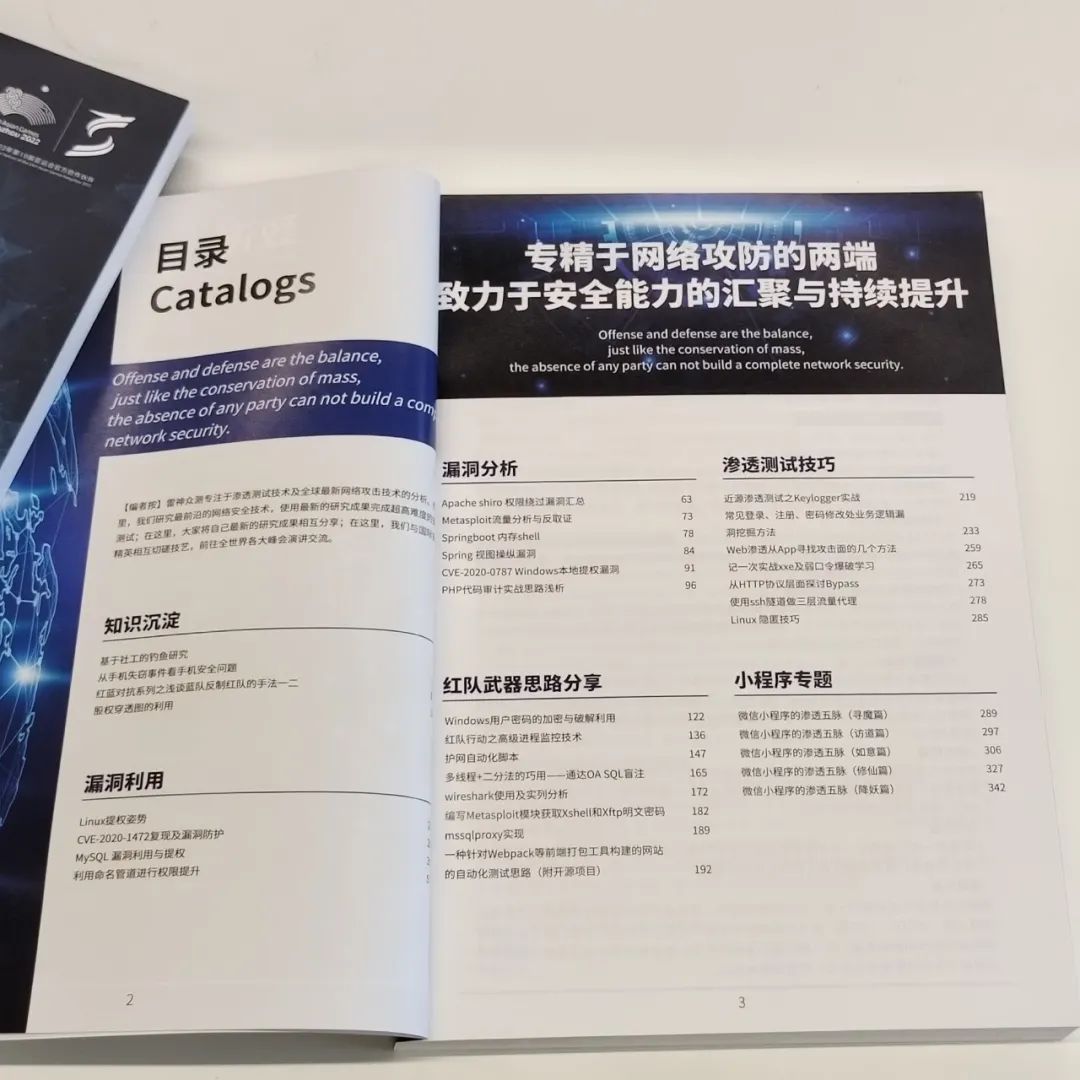 目录
Catalogs
Offense and defense are the balance,
just like the conservation of mass,
the absence of any party can not build a
network security.
【编者按】雷神众测专注于渗透测试技术及全球最新网络攻击技术的分析。
里，我们研究最前沿的网络安全技术，使用最新的研究成果完成超高难度的
测试；在这里，大家将自己最新的研究成果相互分享；在这里，我们与国际
精英相互切磋技艺，前往全世界各大峰会演讲交流。
知识沉淀
基于社工的钓鱼研究
从手机失窃事件看手机安全问题
红蓝对抗系列之浅谈蓝队反制红队的手法一二
股权穿透图的利用
漏洞利用
Linux提权姿势
CVE-2020-1472复现及漏洞防护
MySQL 漏洞利用与提权
利用命名管道进行权限提升
2
专精于网络攻防的两端
致力于安全能力的汇聚与持续提升
Offense and defense are the balance,
just like the conservation of mass,
the absence of any party can not build a complete network security.
漏洞分析
Apache shiro 权限绕过漏洞汇总 63
Metasploit流量分析与反取证 73
Springboot 内存shell 78
Spring 视图操纵漏洞 84
CVE-2020-0787 Windows本地提权漏洞 91
PHP代码审计实战思路浅析 96
红队武器思路分享
Windows用户密码的加密与破解利用 122
红队行动之高级进程监控技术 136
护网自动化脚本 147
多线程+二分法的巧用——通达OA SQL盲注 165
wireshark使用及实列分析 172
编写Metasploit模块获取Xshell和Xftp明文密码 182
mssqlproxy实现 189
一种针对Webpack等前端打包工具构建的网站
的自动化测试思路（附开源项目） 192
渗透测试技巧
近源渗透测试之Keylogger实战 219
常见登录、注册、密码修改处业务逻辑漏
洞挖掘方法 233
Web渗透从App寻找攻击面的几个方法 259
记一次实战xxe及弱口令爆破学习 265
从HTTP协议层面探讨Bypass 273
使用ssh隧道做三层流量代理 278
Linux 隐匿技巧 285
小程序专题
微信小程序的渗透五脉（寻魔篇） 289
微信小程序的渗透五脉（访道篇） 297
微信小程序的渗透五脉（如意篇） 306
微信小程序的渗透五脉（修仙篇） 327
微信小程序的渗透五脉（降妖篇） 342
3